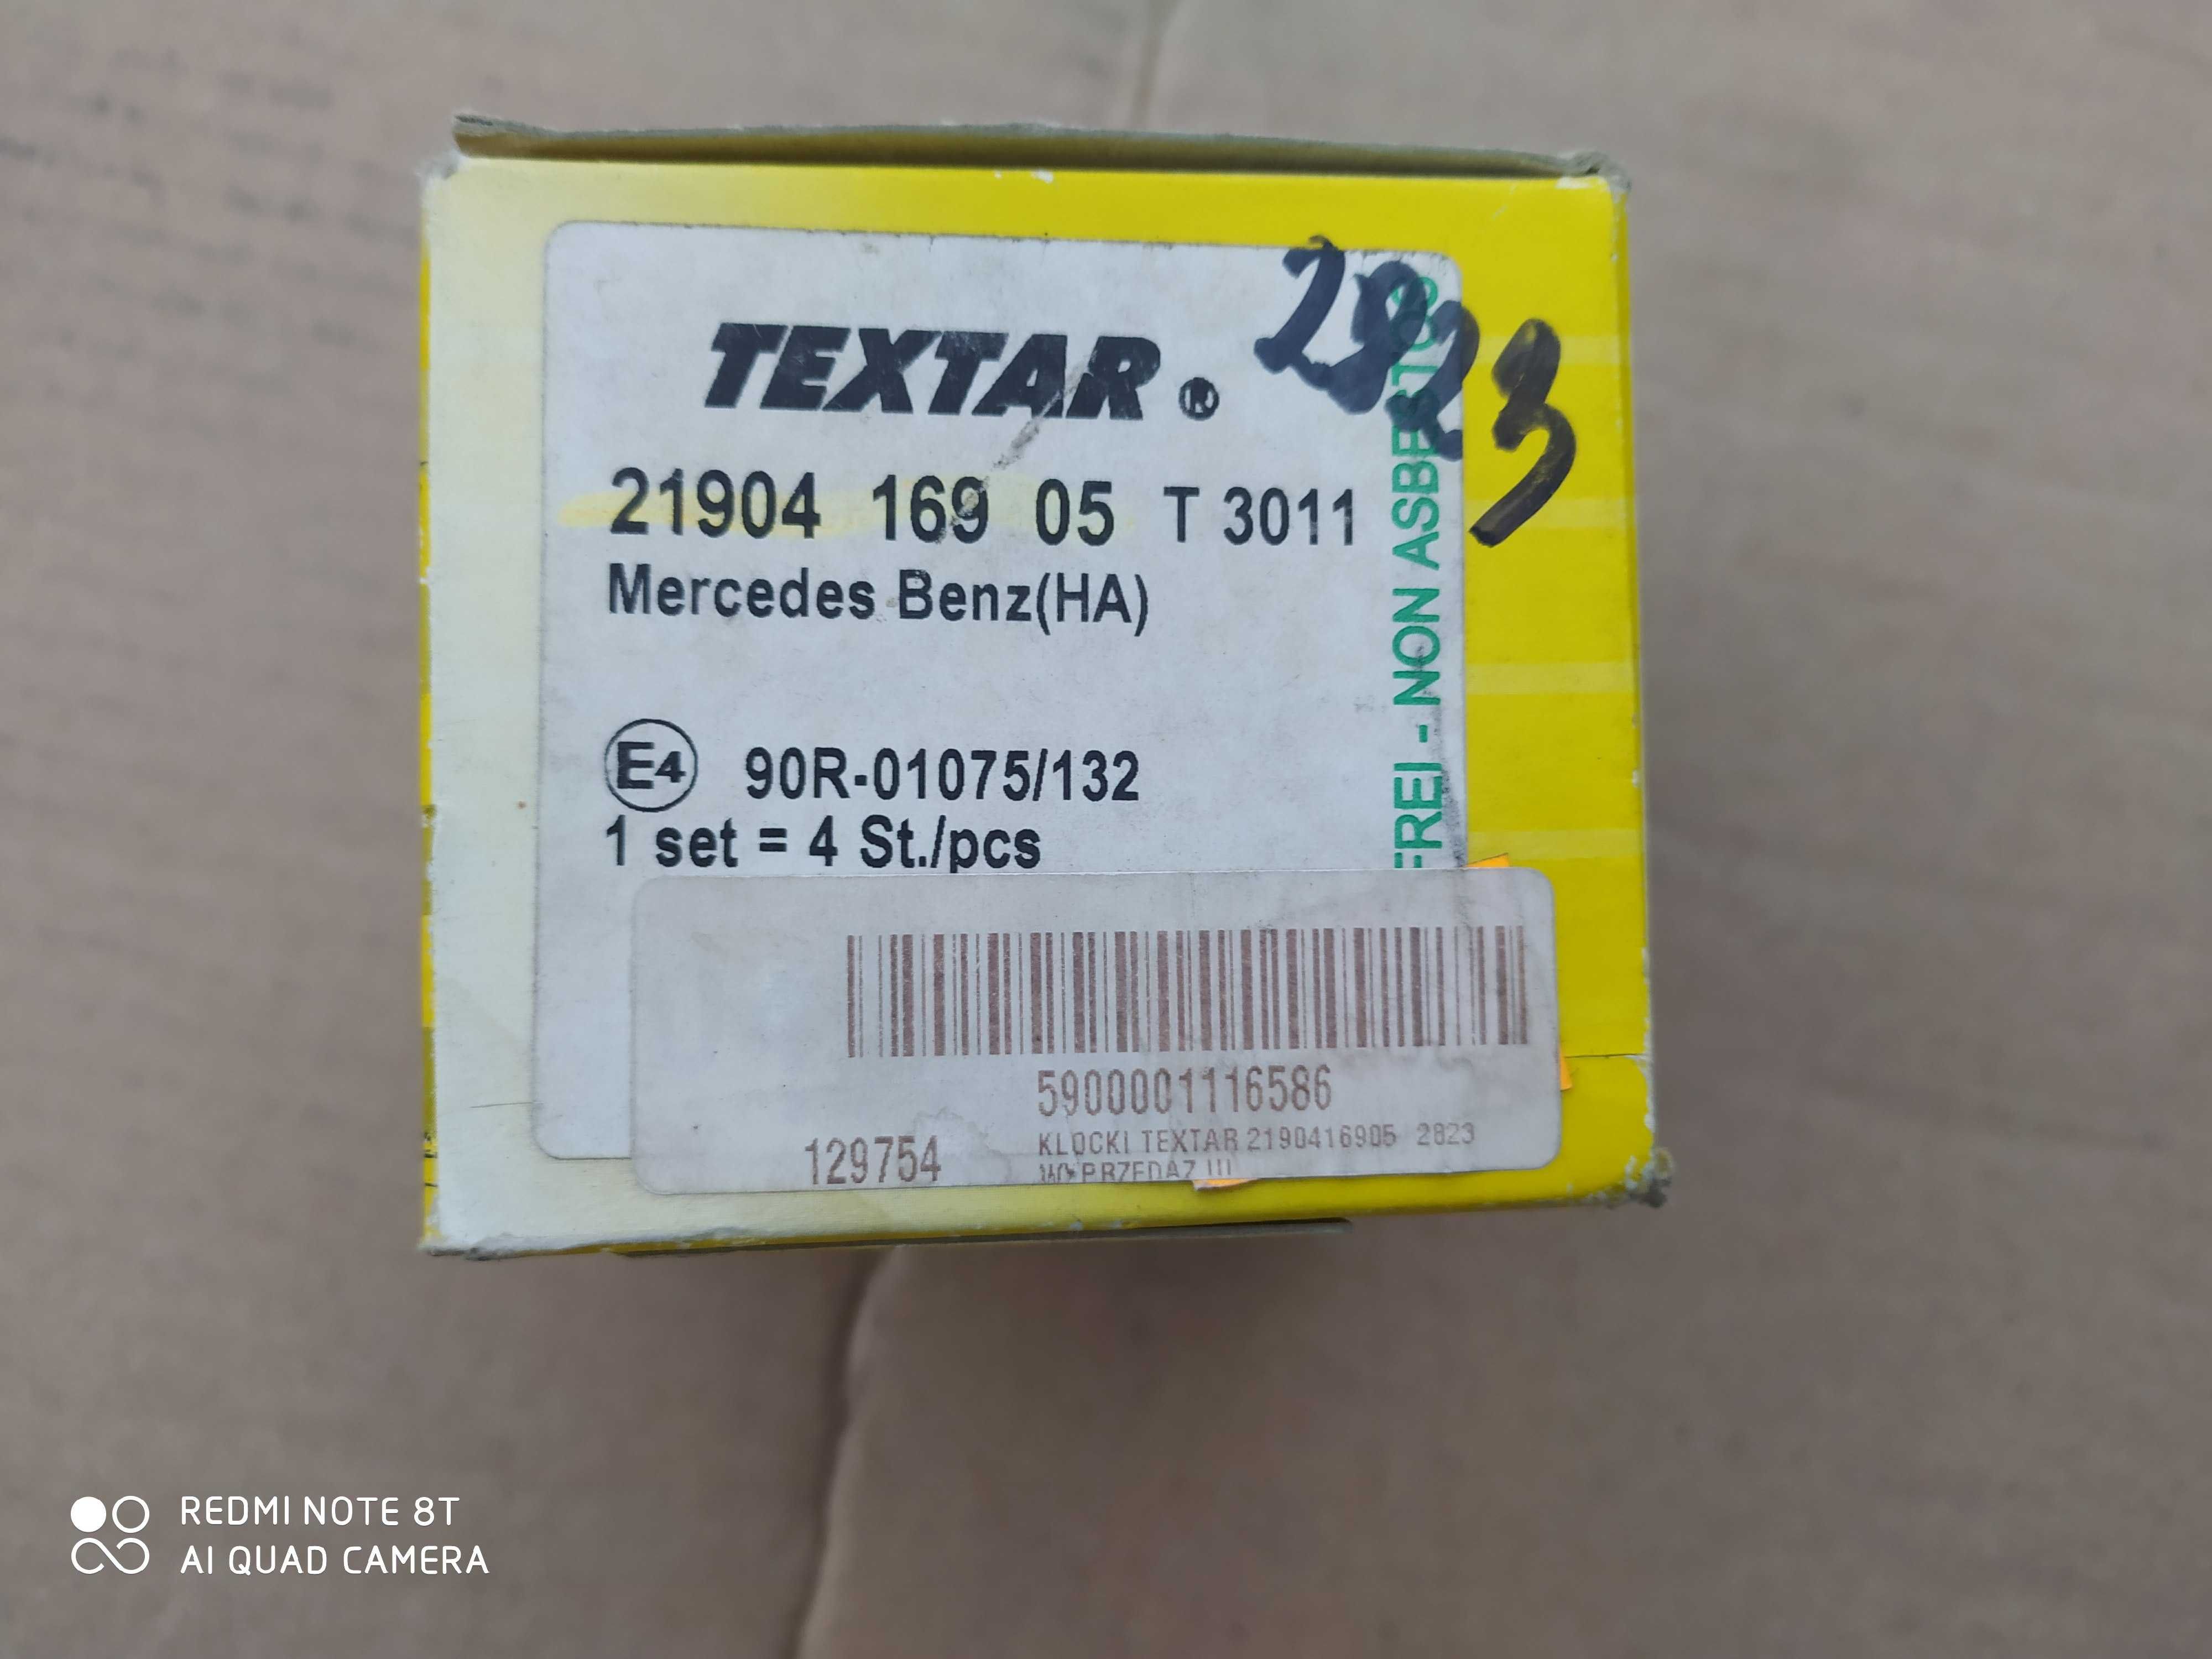 TEXTAR ®
2823
21904 169 05 T 3011
Mercedes Benz(HA)
FREI - NON ASBESTOS
E4 90R-01075/132
1 set = 4 St./pcs
5900001116586
129754
KLOCKI TEXTAR 2190416905 2823
WYPRZEDAZ !!!
REDMI NOTE 8T
AI QUAD CAMERA